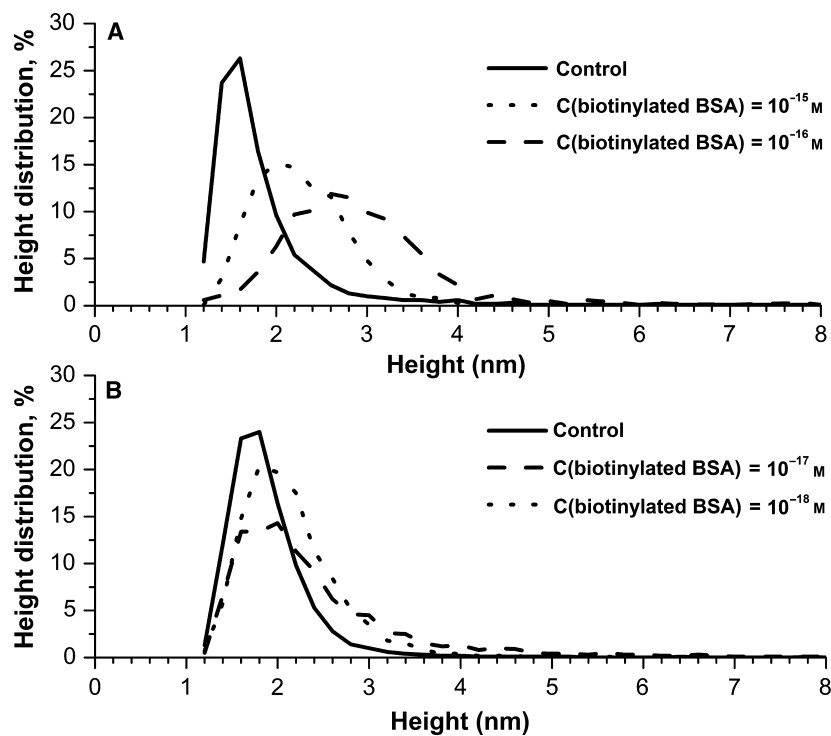 A
Height distribution, %
30
25
20
15
10
5
0
Control
C(biotinylated BSA) = 10⁻¹⁵ M
C(biotinylated BSA) = 10⁻¹⁶ M
0 1 2 3 4 5 6 7 8
Height (nm)
B
Height distribution, %
30
25
20
15
10
5
0
Control
C(biotinylated BSA) = 10⁻¹⁷ M
C(biotinylated BSA) = 10⁻¹⁸ M
0 1 2 3 4 5 6 7 8
Height (nm)